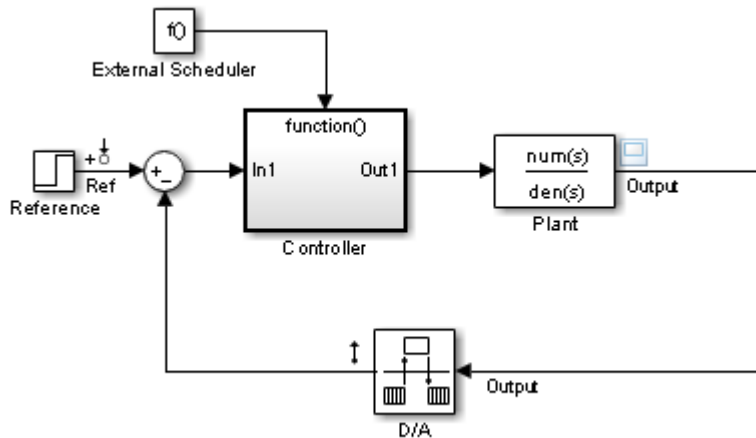 f()
External Scheduler
function()
In1
Out1
num(s)
den(s)
Output
Plant
+
Ref
Reference
+
-
Controller
Output
D/A